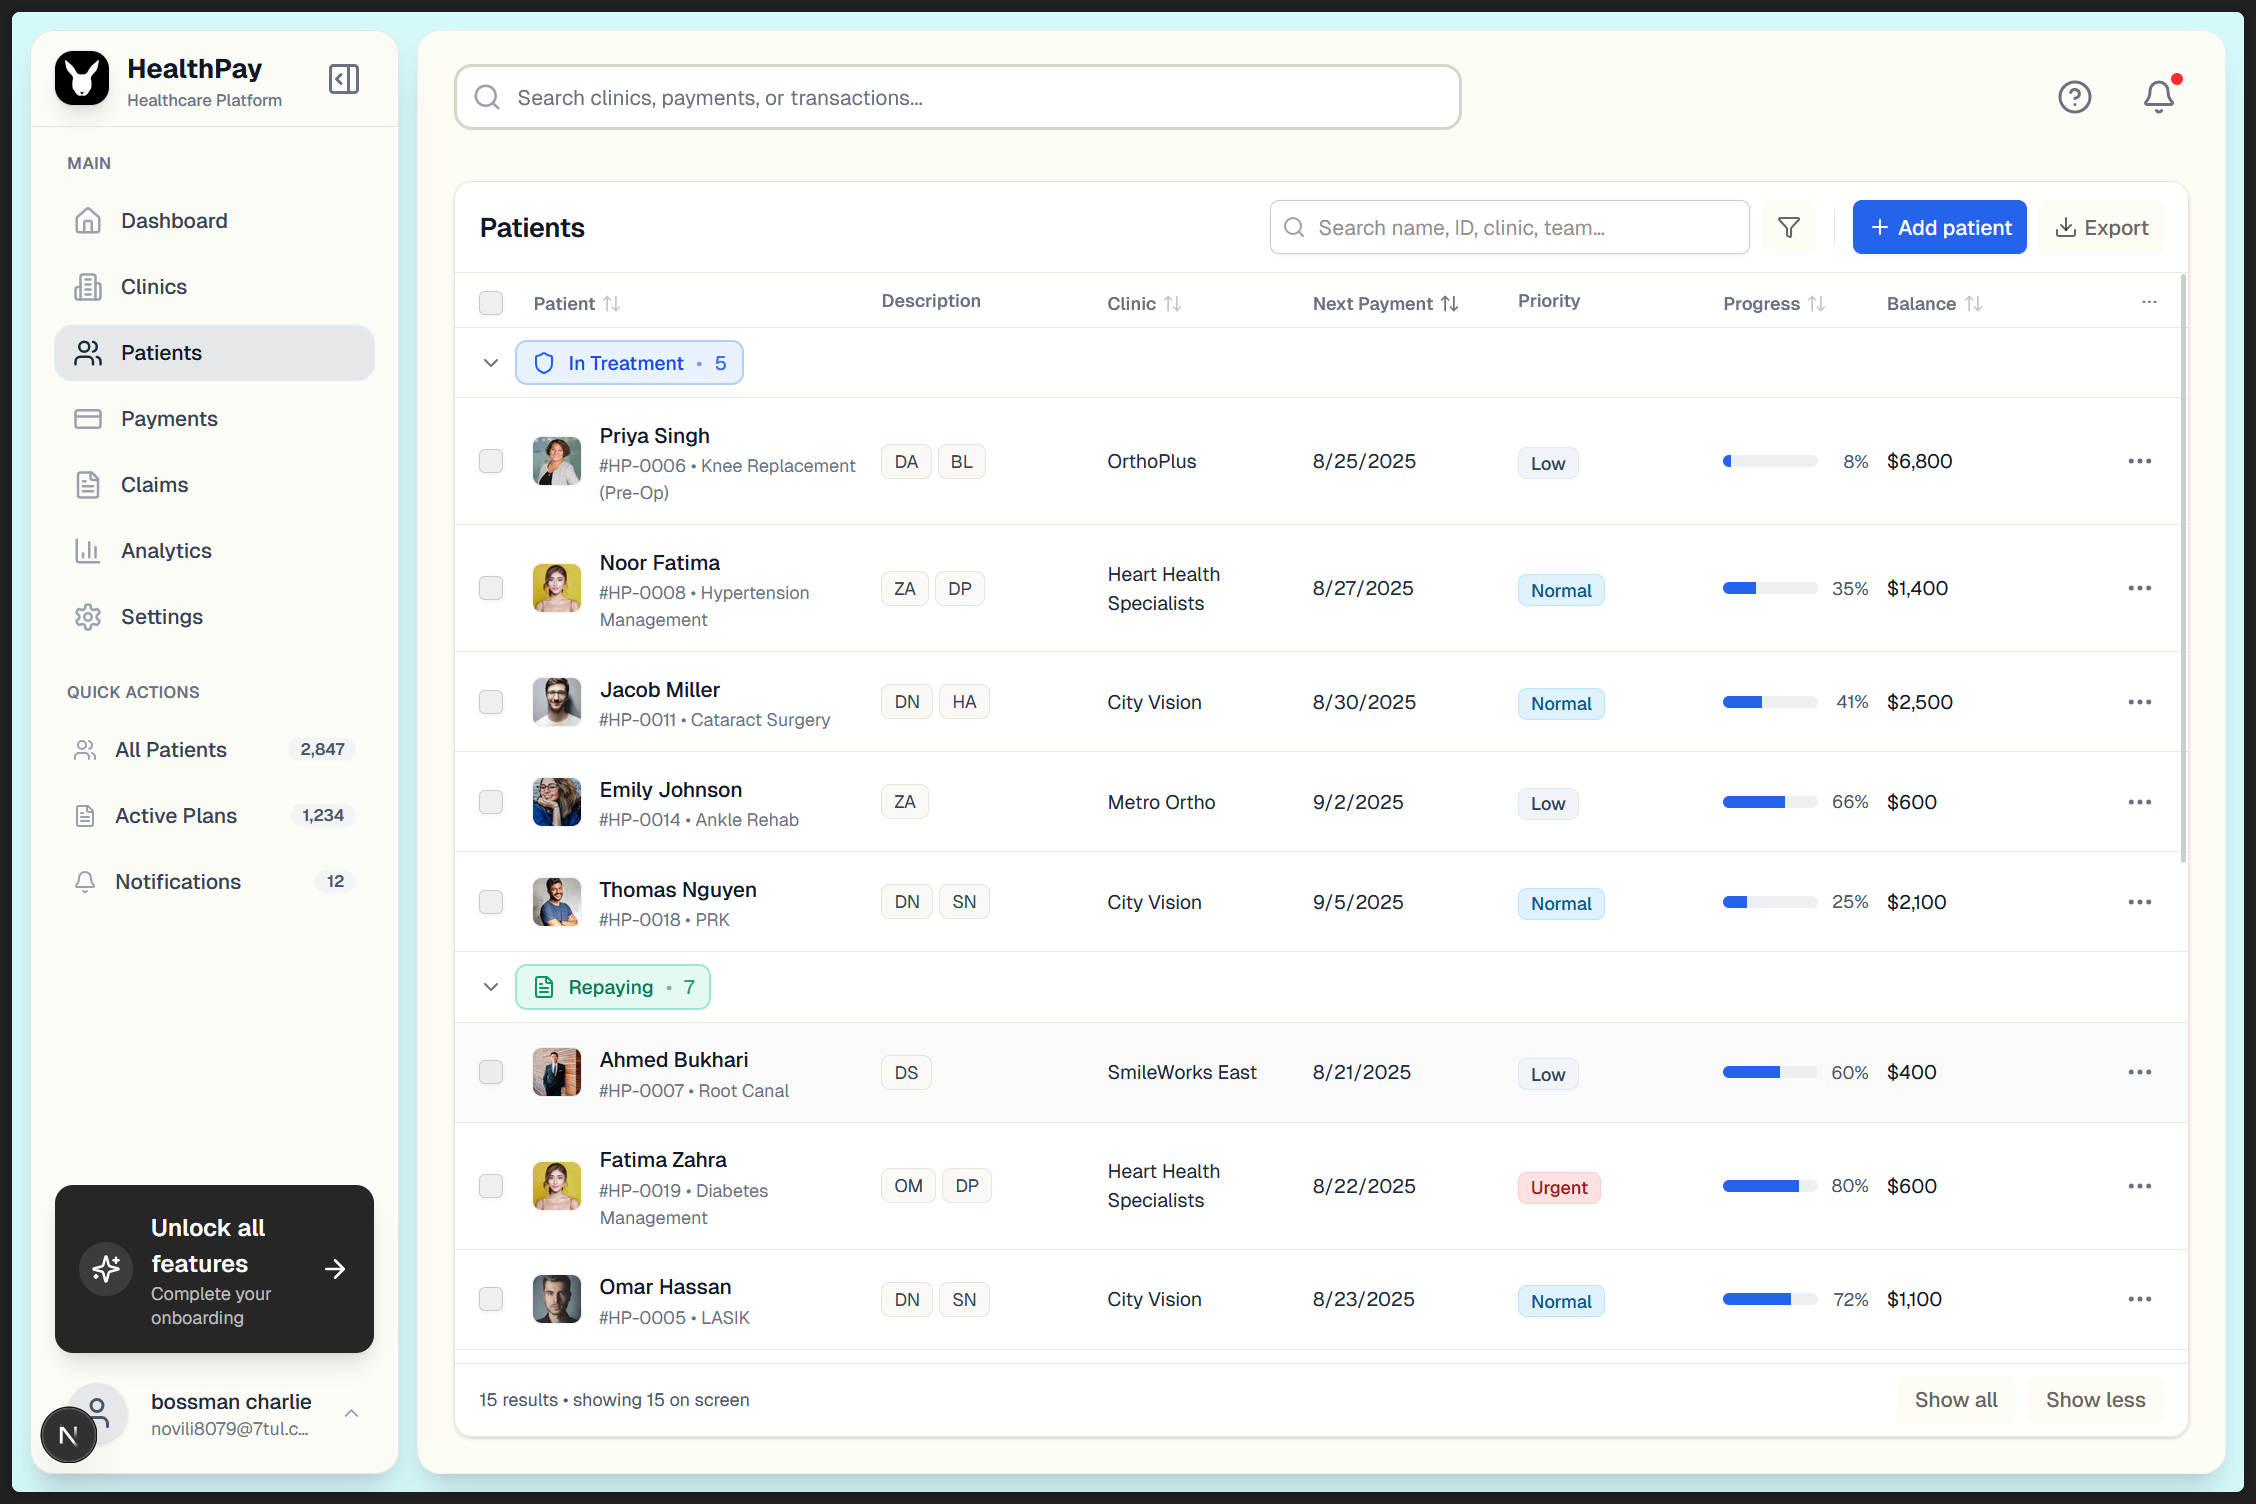 HealthPay
Healthcare Platform
MAIN
Dashboard
Clinics
Patients
Payments
Claims
Analytics
Settings
QUICK ACTIONS
All Patients 2,847
Active Plans 1,234
Notifications 12
Unlock all
features
Complete your
onboarding
bossman charlie
novili8079@7tul.c...
N
Search clinics, payments, or transactions...
Patients
Search name, ID, clinic, team...
Add patient
Export
Patient Description Clinic Next Payment Priority Progress Balance
In Treatment • 5
Priya Singh
#HP-0006 • Knee Replacement
(Pre-Op)
DA BL OrthoPlus 8/25/2025 Low 8% $6,800
Noor Fatima
#HP-0008 • Hypertension
Management
ZA DP
Heart Health
Specialists
8/27/2025 Normal 35% $1,400
Jacob Miller
#HP-0011 • Cataract Surgery
DN HA City Vision 8/30/2025 Normal 41% $2,500
Emily Johnson
#HP-0014 • Ankle Rehab
ZA Metro Ortho 9/2/2025 Low 66% $600
Thomas Nguyen
#HP-0018 • PRK
DN SN City Vision 9/5/2025 Normal 25% $2,100
Repaying • 7
Ahmed Bukhari
#HP-0007 • Root Canal
DS SmileWorks East 8/21/2025 Low 60% $400
Fatima Zahra
#HP-0019 • Diabetes
Management
OM DP
Heart Health
Specialists
8/22/2025 Urgent 80% $600
Omar Hassan
#HP-0005 • LASIK
DN SN City Vision 8/23/2025 Normal 72% $1,100
15 results • showing 15 on screen
Show all
Show less